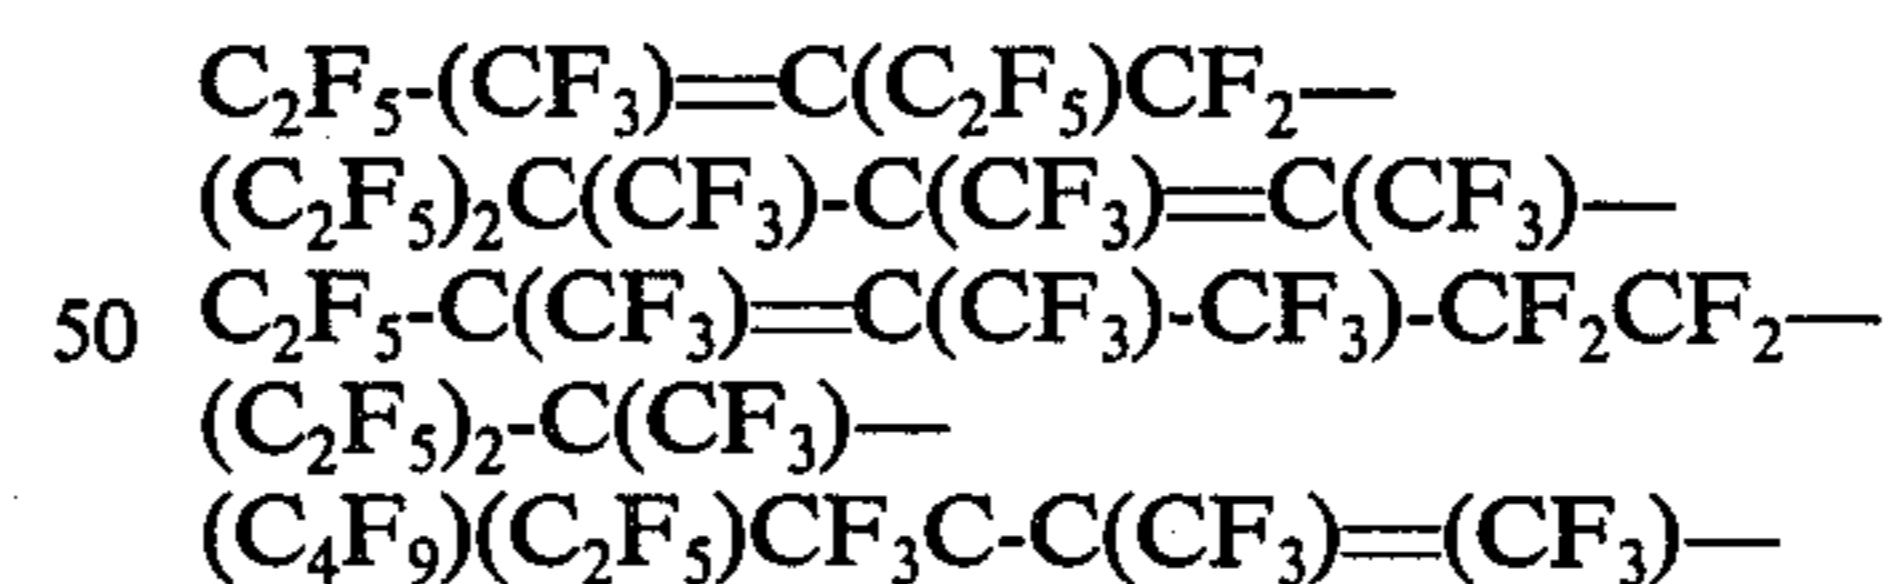 C₂F₅-(CF₃)=C(C₂F₅)CF₂—
(C₂F₅)₂C(CF₃)-C(CF₃)=C(CF₃)—
50 C₂F₅-C(CF₃)=C(CF₃)-CF₃)-CF₂CF₂—
(C₂F₅)₂-C(CF₃)—
(C₄F₉)(C₂F₅)CF₃C-C(CF₃)=(CF₃)—